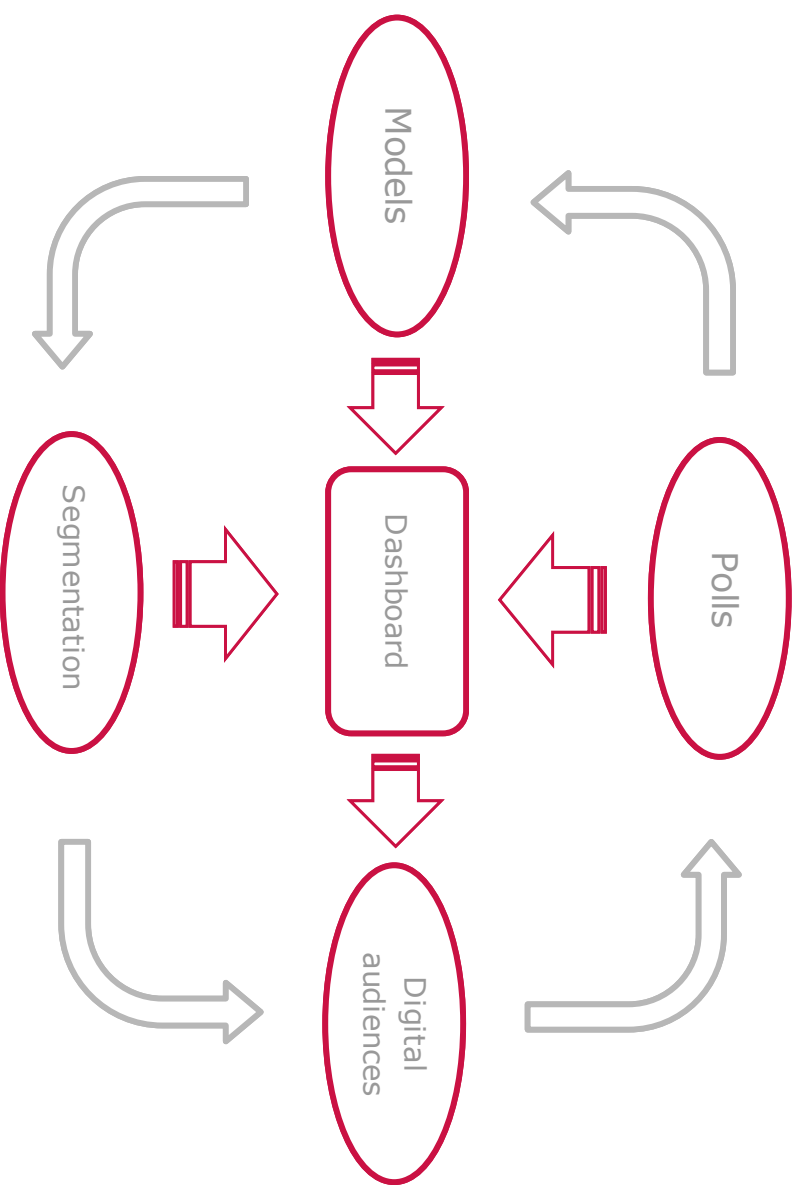 Polls
Models
Dashboard
Digital
audiences
Segmentation